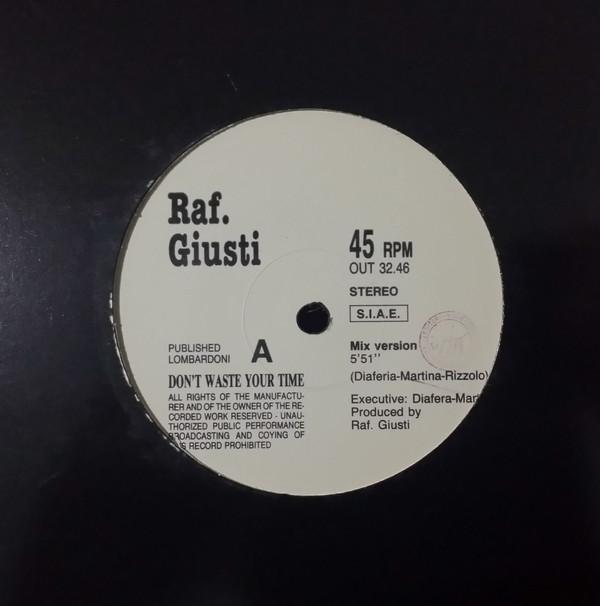 Raf.
Giusti
45 RPM
OUT 32.46
STEREO
S.I.A.E.
PUBLISHED
LOMBARDONI
A
Mix version
5'51''
(Diaferia-Martina-Rizzolo)
DON'T WASTE YOUR TIME
ALL RIGHTS OF THE MANUFACTU-
RER AND OF THE OWNER OF THE RE-
CORDED WORK RESERVED - UNAU-
THORIZED PUBLIC PERFORMANCE
BROADCASTING AND COYING OF
RECORD PROHIBITED
Executive: Diafera-Mar
Produced by
Raf. Giusti